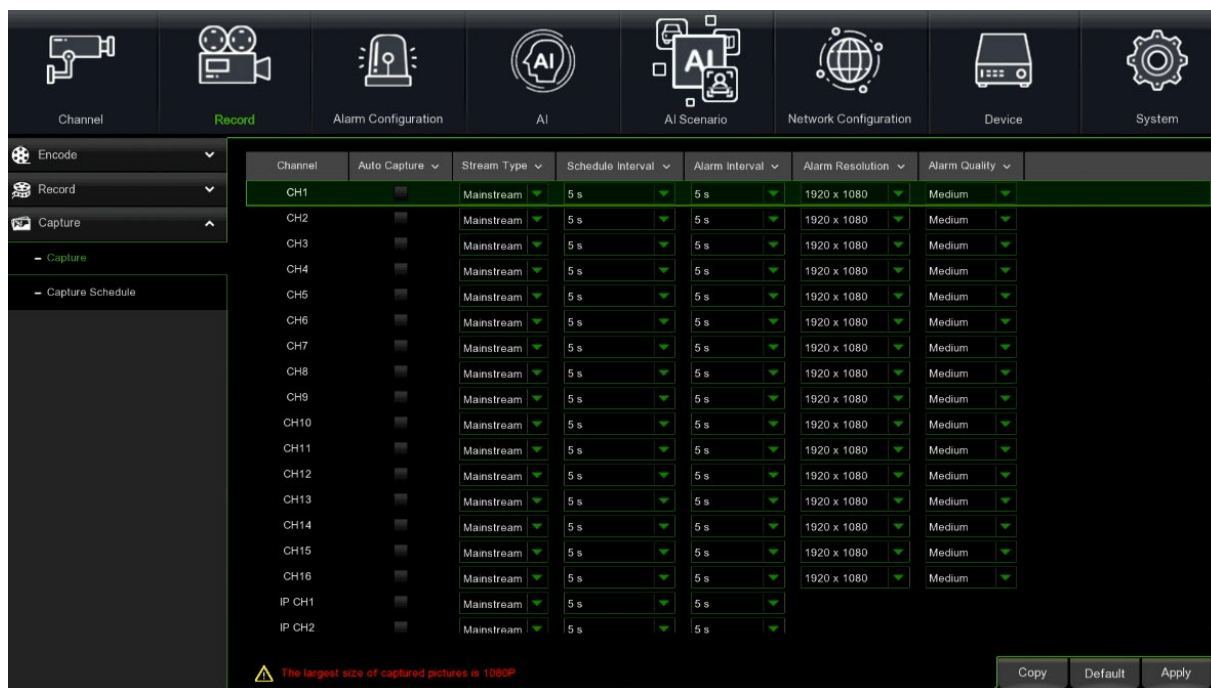 Channel Record Alarm Configuration AI AI Scenario Network Configuration Device System
Encode
Record
Capture
– Capture
– Capture Schedule
Channel Auto Capture Stream Type Schedule Interval Alarm Interval Alarm Resolution Alarm Quality
CH1 Mainstream 5 s 5 s 1920 x 1080 Medium
CH2 Mainstream 5 s 5 s 1920 x 1080 Medium
CH3 Mainstream 5 s 5 s 1920 x 1080 Medium
CH4 Mainstream 5 s 5 s 1920 x 1080 Medium
CH5 Mainstream 5 s 5 s 1920 x 1080 Medium
CH6 Mainstream 5 s 5 s 1920 x 1080 Medium
CH7 Mainstream 5 s 5 s 1920 x 1080 Medium
CH8 Mainstream 5 s 5 s 1920 x 1080 Medium
CH9 Mainstream 5 s 5 s 1920 x 1080 Medium
CH10 Mainstream 5 s 5 s 1920 x 1080 Medium
CH11 Mainstream 5 s 5 s 1920 x 1080 Medium
CH12 Mainstream 5 s 5 s 1920 x 1080 Medium
CH13 Mainstream 5 s 5 s 1920 x 1080 Medium
CH14 Mainstream 5 s 5 s 1920 x 1080 Medium
CH15 Mainstream 5 s 5 s 1920 x 1080 Medium
CH16 Mainstream 5 s 5 s 1920 x 1080 Medium
IP CH1 Mainstream 5 s 5 s
IP CH2 Mainstream 5 s 5 s
The largest size of captured pictures is 1080P
Copy Default Apply